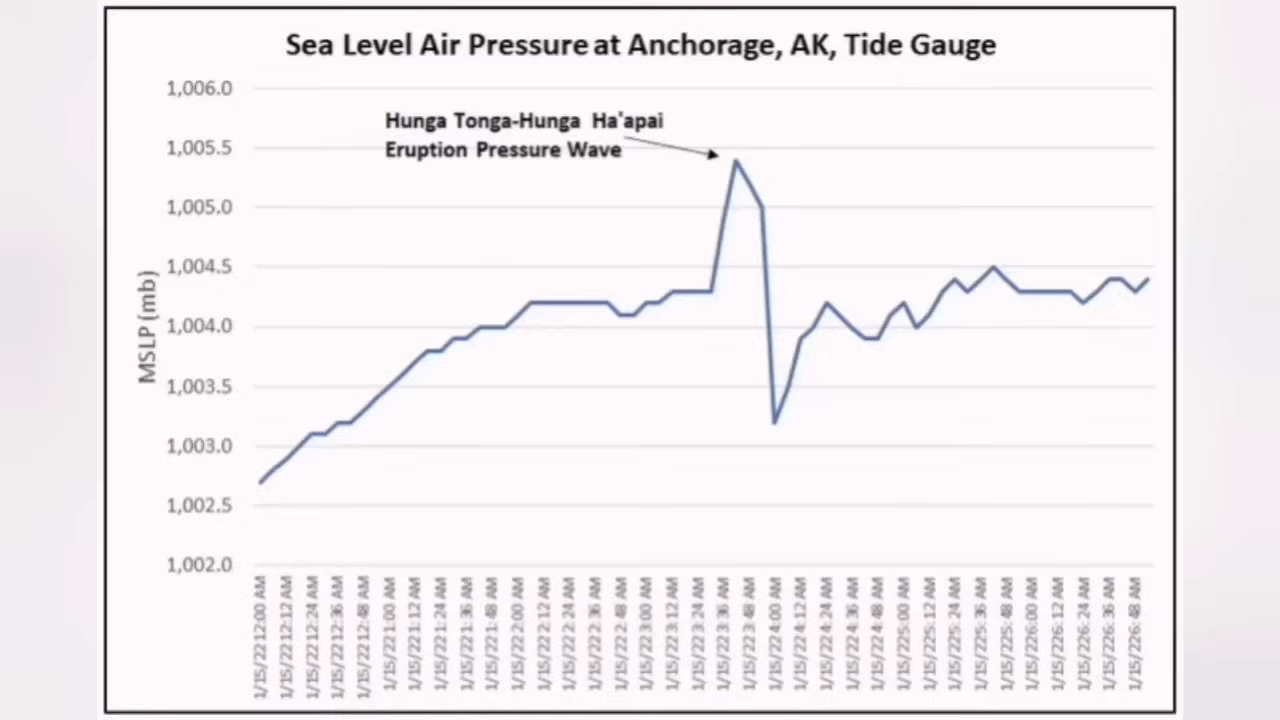 Sea Level Air Pressure at Anchorage, AK, Tide Gauge
1,006.0
Hunga Tonga-Hunga Ha'apai
Eruption Pressure Wave
1,005.5
1,005.0
1,004.5
1,004.0
1,003.5
1,003.0
1,002.5
1,002.0
MSLP (mb)
1/15/22 12:00 AM
1/15/22 12:12 AM
1/15/22 12:24 AM
1/15/22 12:36 AM
1/15/22 12:48 AM
1/15/22 1:00 AM
1/15/22 1:12 AM
1/15/22 1:24 AM
1/15/22 1:36 AM
1/15/22 1:48 AM
1/15/22 2:00 AM
1/15/22 2:12 AM
1/15/22 2:24 AM
1/15/22 2:36 AM
1/15/22 2:48 AM
1/15/22 3:00 AM
1/15/22 3:12 AM
1/15/22 3:24 AM
1/15/22 3:36 AM
1/15/22 3:48 AM
1/15/22 4:00 AM
1/15/22 4:12 AM
1/15/22 4:24 AM
1/15/22 4:36 AM
1/15/22 4:48 AM
1/15/22 5:00 AM
1/15/22 5:12 AM
1/15/22 5:24 AM
1/15/22 5:36 AM
1/15/22 5:48 AM
1/15/22 6:00 AM
1/15/22 6:12 AM
1/15/22 6:24 AM
1/15/22 6:36 AM
1/15/22 6:48 AM